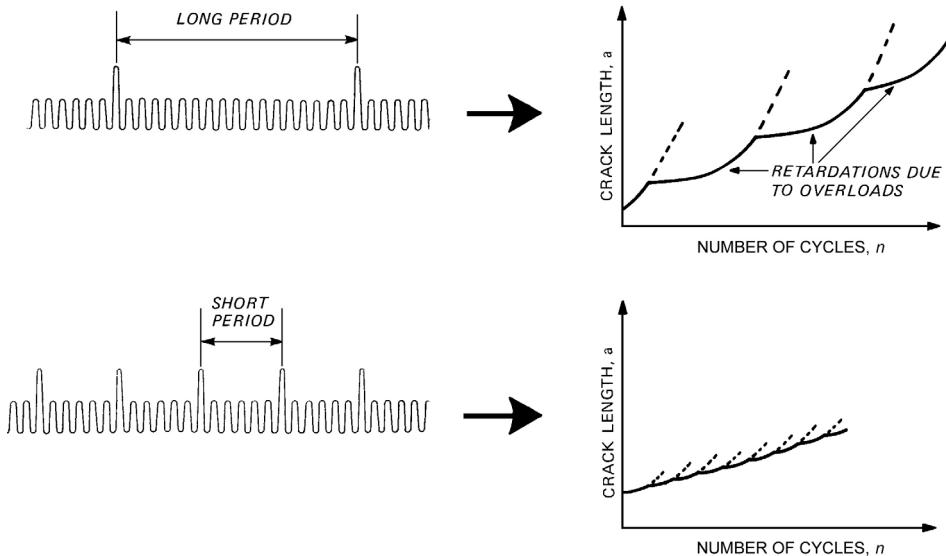 LONG PERIOD
CRACK LENGTH, a
RETARDATIONS DUE
TO OVERLOADS
NUMBER OF CYCLES, n
SHORT
PERIOD
CRACK LENGTH, a
NUMBER OF CYCLES, n